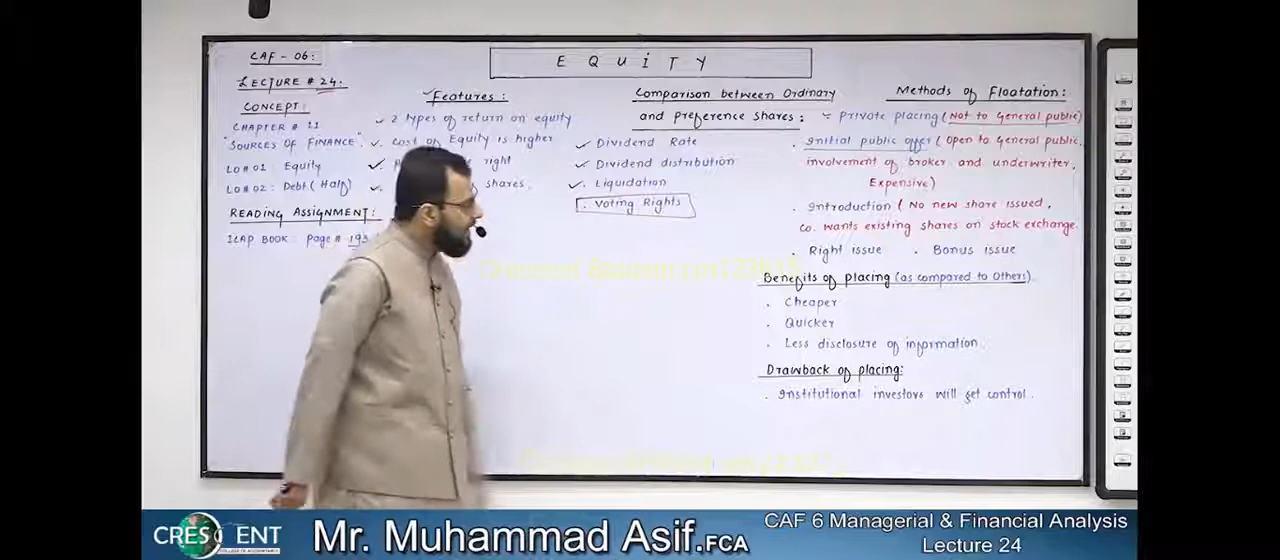 CAF - 06:
LECTURE # 24.
CONCEPT:
CHAPTER # 11
"SOURCES OF FINANCE".
LO # 01: Equity
LO # 02: Debt (Half)
READING ASSIGNMENT:
ICAP BOOK: page # 193
EQUITY
Features:
2 types of return on equity
Cost of Equity is higher
right
shares.
Comparison between Ordinary
and preference shares:
Dividend Rate
Dividend distribution
Liquidation
Voting Rights
Methods of Floatation:
Private placing (Not to General public)
Initial public offer (Open to General public,
involvement of broker and underwriter,
Expensive)
Introduction (No new share issued,
co. wants existing shares on stock exchange.
Right issue . Bonus issue
Benefits of placing (as compared to Others).
. Cheaper
. Quicker
. Less disclosure of information.
Drawback of placing:
. Institutional investors will get control.
CRESCENT
COLLEGE OF ACCOUNTANCY
Mr. Muhammad Asif.FCA
CAF 6 Managerial & Financial Analysis
Lecture 24